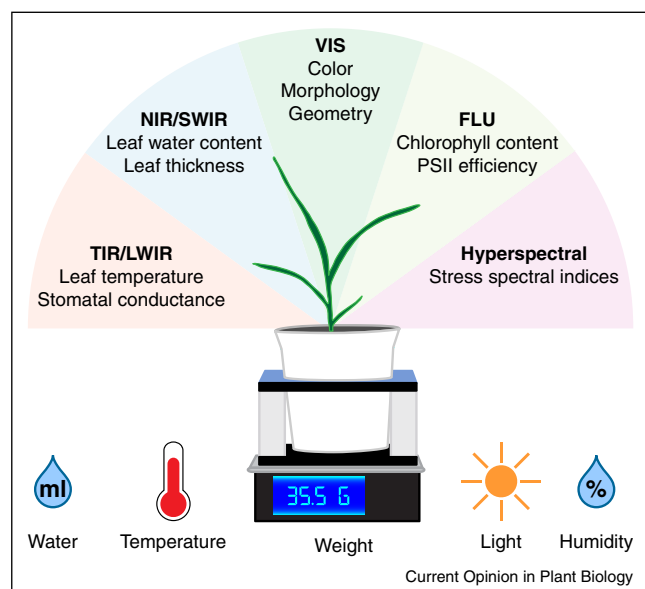 VIS
Color
Morphology
Geometry
NIR/SWIR
Leaf water content
Leaf thickness
FLU
Chlorophyll content
PSII efficiency
TIR/LWIR
Leaf temperature
Stomatal conductance
Hyperspectral
Stress spectral indices
35.5 G
ml
%
Water
Temperature
Weight
Light
Humidity
Current Opinion in Plant Biology